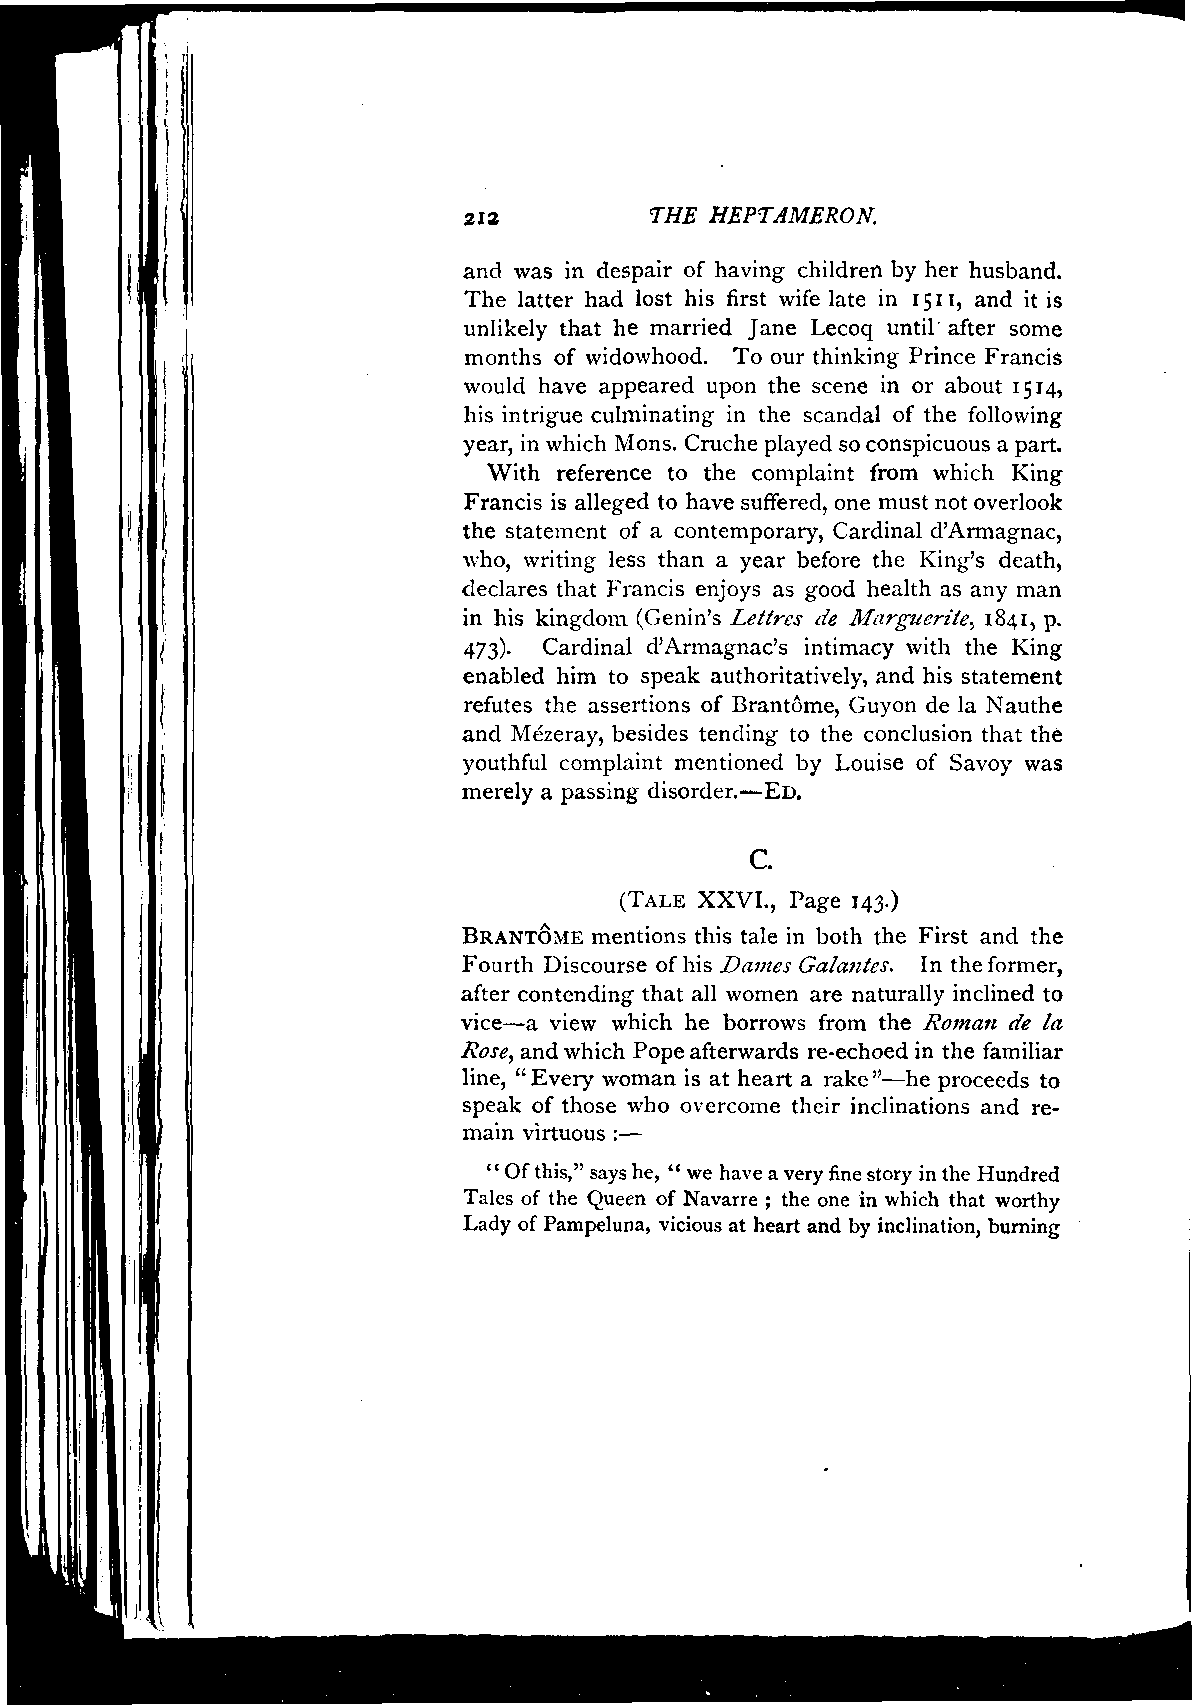 212 THE HEPTAMERON.
and was in despair of having children by her husband.
The latter had lost his first wife late in 1511, and it is
unlikely that he married Jane Lecoq until after some
months of widowhood. To our thinking Prince Francis
would have appeared upon the scene in or about 1514,
his intrigue culminating in the scandal of the following
year, in which Mons. Cruche played so conspicuous a part.
With reference to the complaint from which King
Francis is alleged to have suffered, one must not overlook
the statement of a contemporary, Cardinal d'Armagnac,
who, writing less than a year before the King's death,
declares that Francis enjoys as good health as any man
in his kingdom (Genin's Lettres de Marguerite, 1841, p.
473). Cardinal d'Armagnac's intimacy with the King
enabled him to speak authoritatively, and his statement
refutes the assertions of Brantôme, Guyon de la Nauthe
and Mézeray, besides tending to the conclusion that the
youthful complaint mentioned by Louise of Savoy was
merely a passing disorder.—ED.
C.
(TALE XXVI., Page 143.)
BRANTÔME mentions this tale in both the First and the
Fourth Discourse of his Dames Galantes. In the former,
after contending that all women are naturally inclined to
vice—a view which he borrows from the Roman de la
Rose, and which Pope afterwards re-echoed in the familiar
line, "Every woman is at heart a rake"—he proceeds to
speak of those who overcome their inclinations and re-
main virtuous :—
"Of this," says he, "we have a very fine story in the Hundred
Tales of the Queen of Navarre ; the one in which that worthy
Lady of Pampeluna, vicious at heart and by inclination, burning